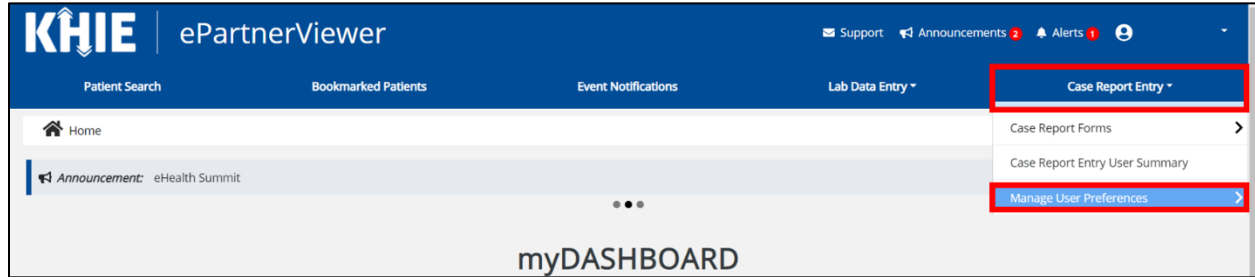 KHIE ePartnerViewer
Support Announcements 2 Alerts 1
Patient Search Bookmarked Patients Event Notifications Lab Data Entry Case Report Entry
Home
Case Report Forms
Case Report Entry User Summary
Announcement: eHealth Summit
Manage User Preferences
myDASHBOARD